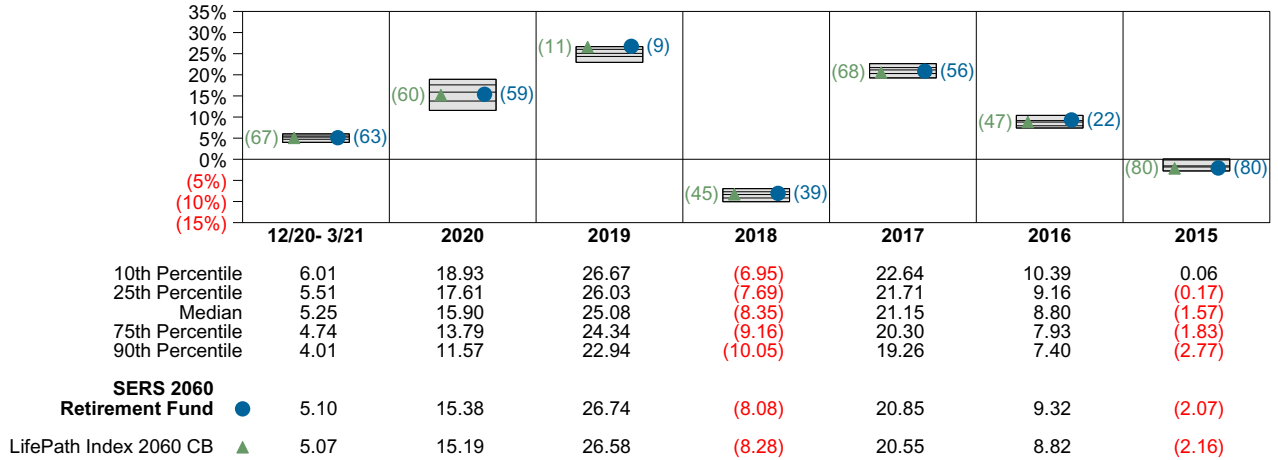 35%
30%
25%
20%
15%
10%
5%
0%
(5%)
(10%)
(15%)
(67) (63)
(60) (59)
(11) (9)
(45) (39)
(68) (56)
(47) (22)
(80) (80)
12/20- 3/21 2020 2019 2018 2017 2016 2015
10th Percentile 6.01 18.93 26.67 (6.95) 22.64 10.39 0.06
25th Percentile 5.51 17.61 26.03 (7.69) 21.71 9.16 (0.17)
Median 5.25 15.90 25.08 (8.35) 21.15 8.80 (1.57)
75th Percentile 4.74 13.79 24.34 (9.16) 20.30 7.93 (1.83)
90th Percentile 4.01 11.57 22.94 (10.05) 19.26 7.40 (2.77)
SERS 2060
Retirement Fund 5.10 15.38 26.74 (8.08) 20.85 9.32 (2.07)
LifePath Index 2060 CB 5.07 15.19 26.58 (8.28) 20.55 8.82 (2.16)